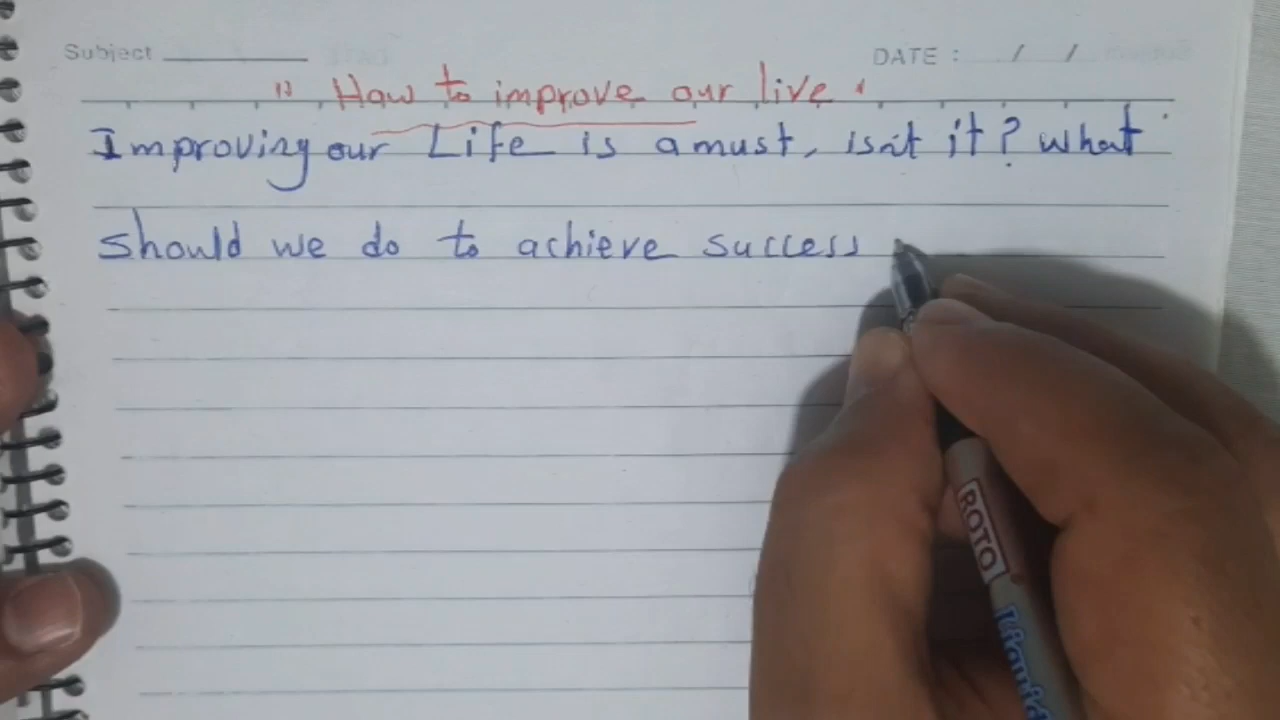 Subject
DATE : / /
" How to improve our live "
Improving our Life is a must, isn't it? What
should we do to achieve success
ROTO
Liquid